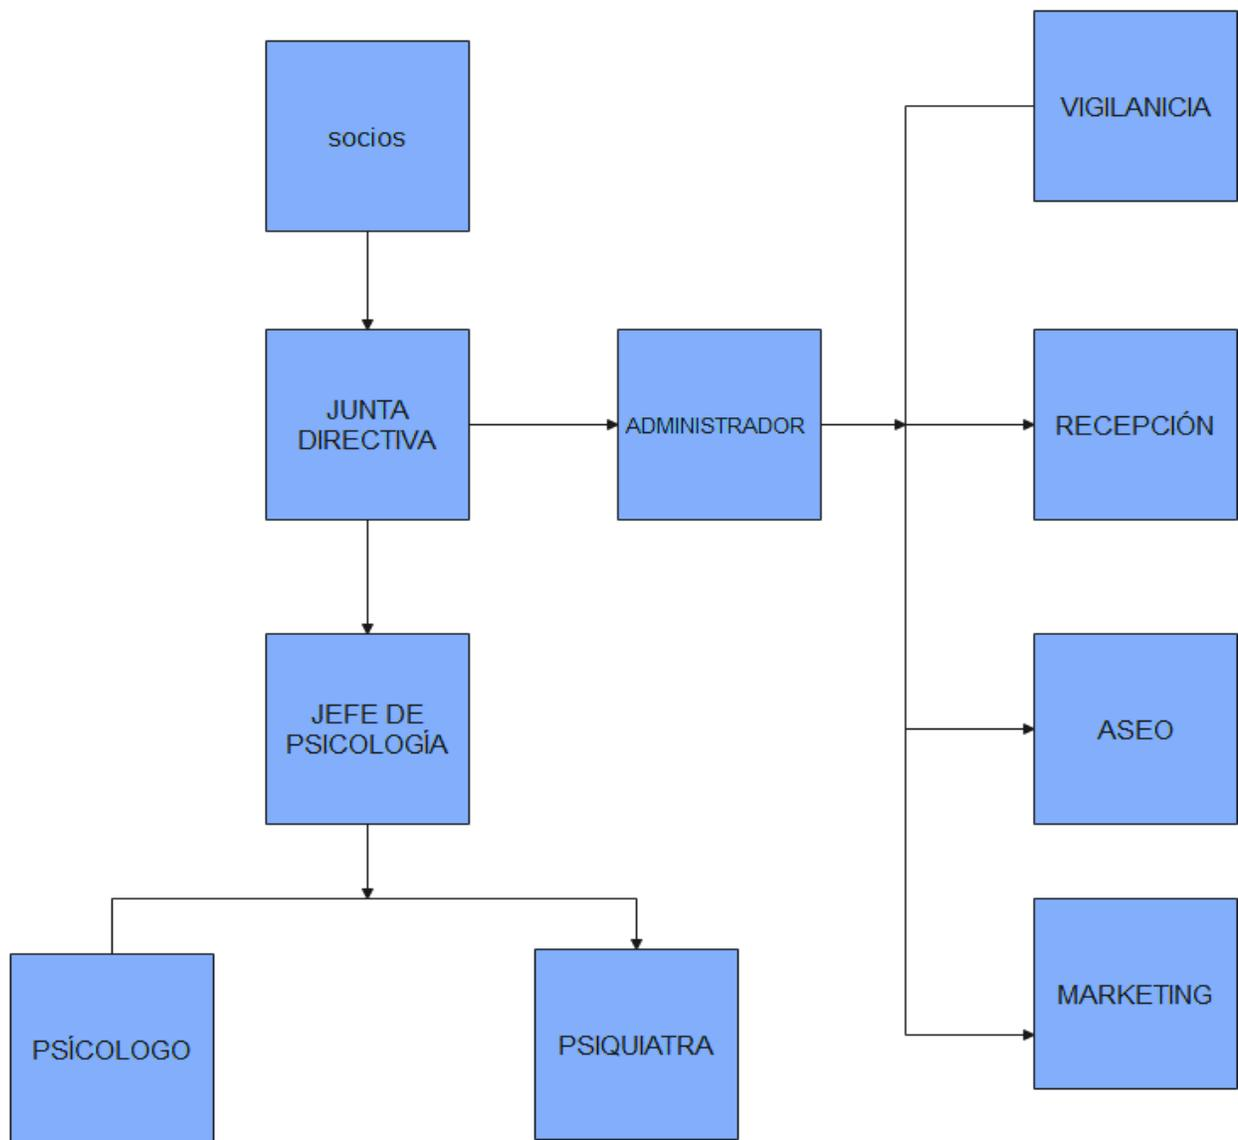 socios
VIGILANICIA
JUNTA
DIRECTIVA
ADMINISTRADOR
RECEPCIÓN
JEFE DE
PSICOLOGÍA
ASEO
MARKETING
PSÍCOLOGO
PSIQUIATRA